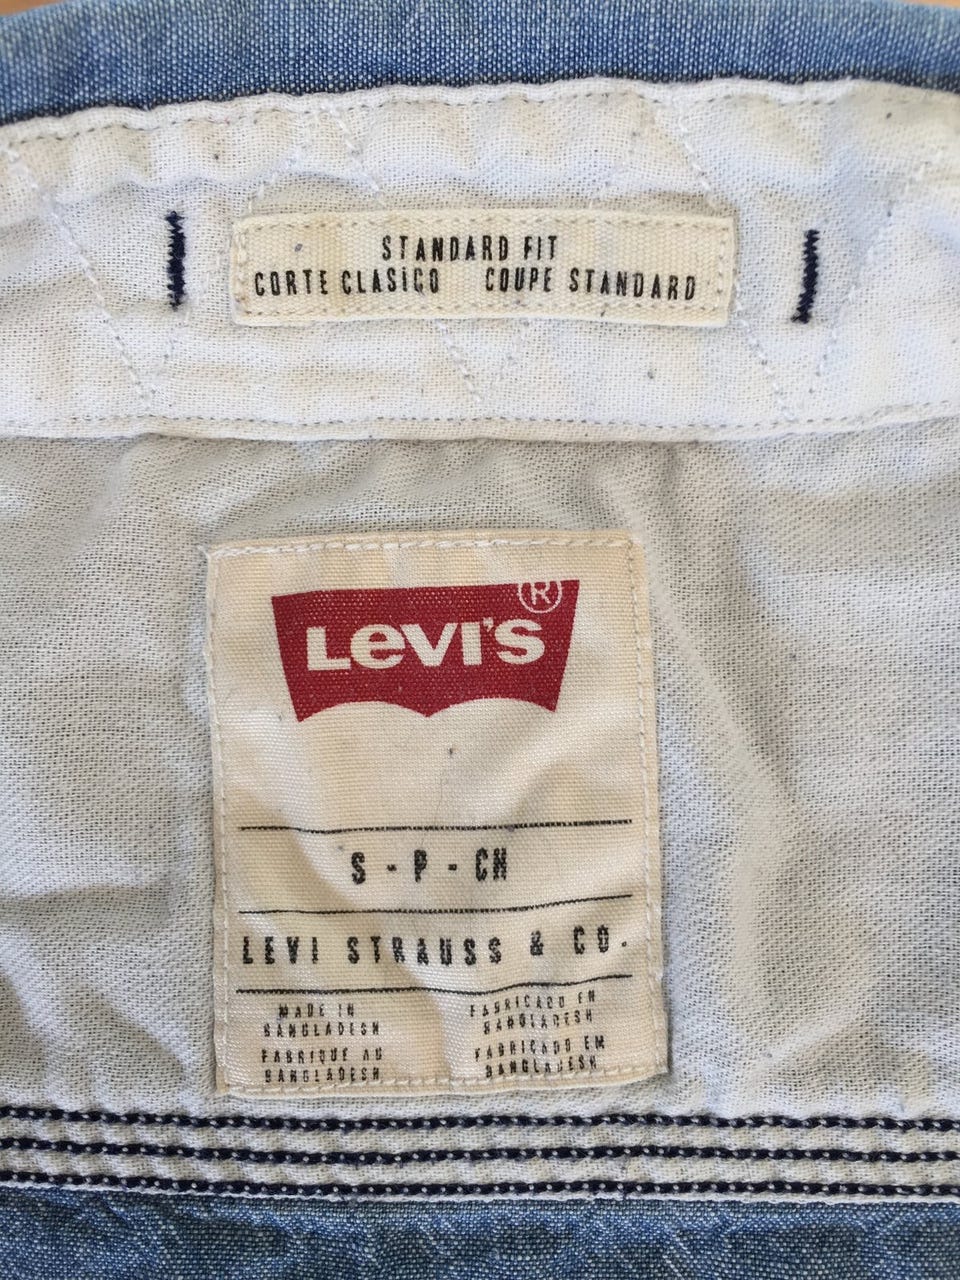 STANDARD FIT
CORTE CLASiCO COUPE STANDARD
LEVI'S®
S - P - CH
LEVI STRAUSS & CO.
MADE IN
BANGLADESH
FABRIQUE AU
BANGLADESH
FABRICADO EN
BANGLADESH
FABRICADO EM
BANGLADESH